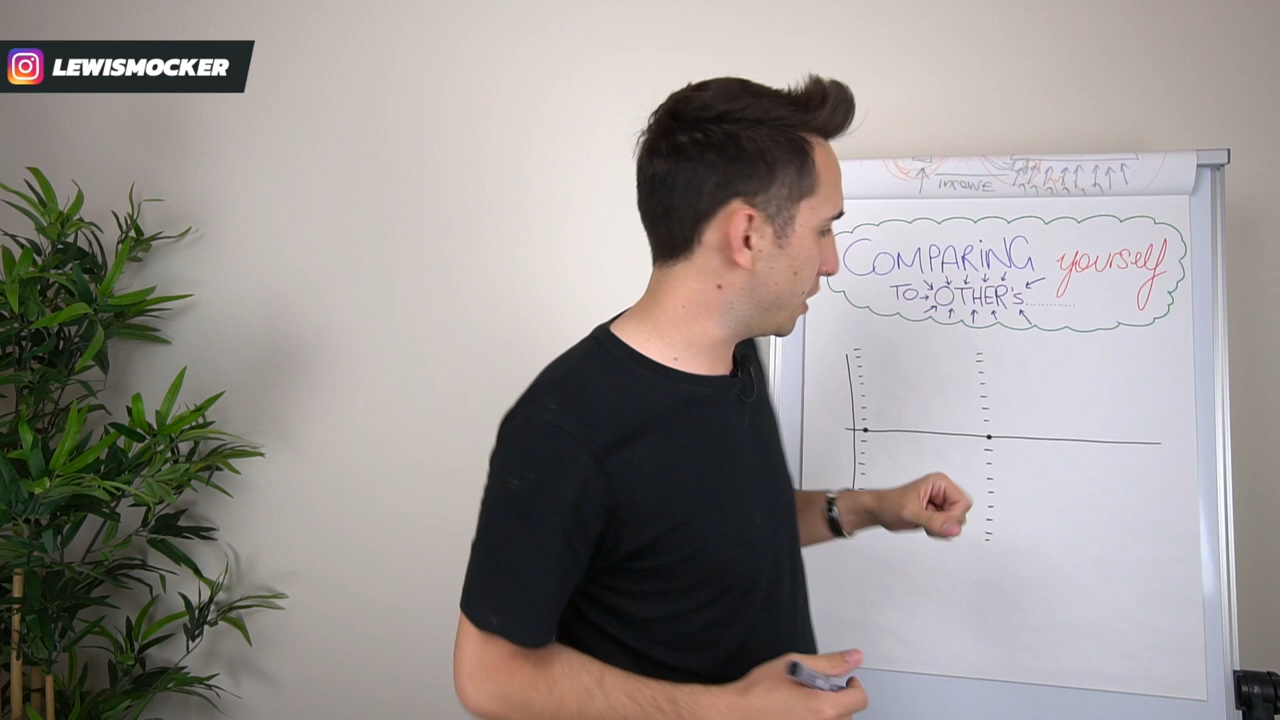 LEWISMOCKER
INCOME
COMPARING yourself
TO OTHER's............